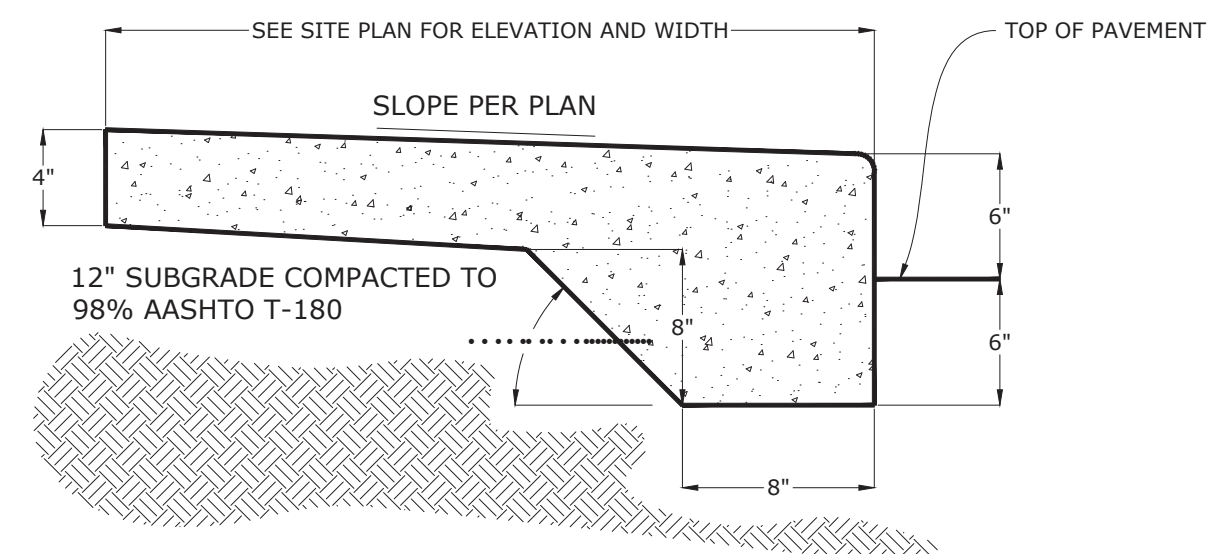 SEE SITE PLAN FOR ELEVATION AND WIDTH
TOP OF PAVEMENT
SLOPE PER PLAN
4"
6"
12" SUBGRADE COMPACTED TO
98% AASHTO T-180
8"
6"
8"